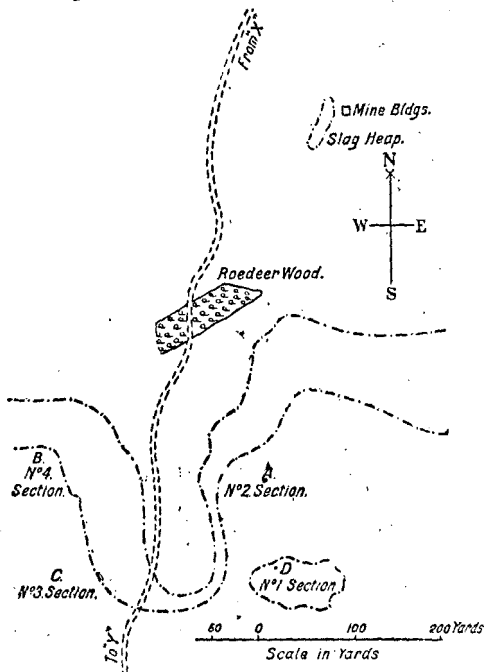 From "X"
Mine Bldgs.
Slag Heap.
N
W E
S
Roedeer Wood.
B.
Nº4.
Section.
A.
Nº2.Section.
C.
Nº3.Section.
D
Nº1 Section
To "Y"
50 0 100 200 Yards
Scale in Yards